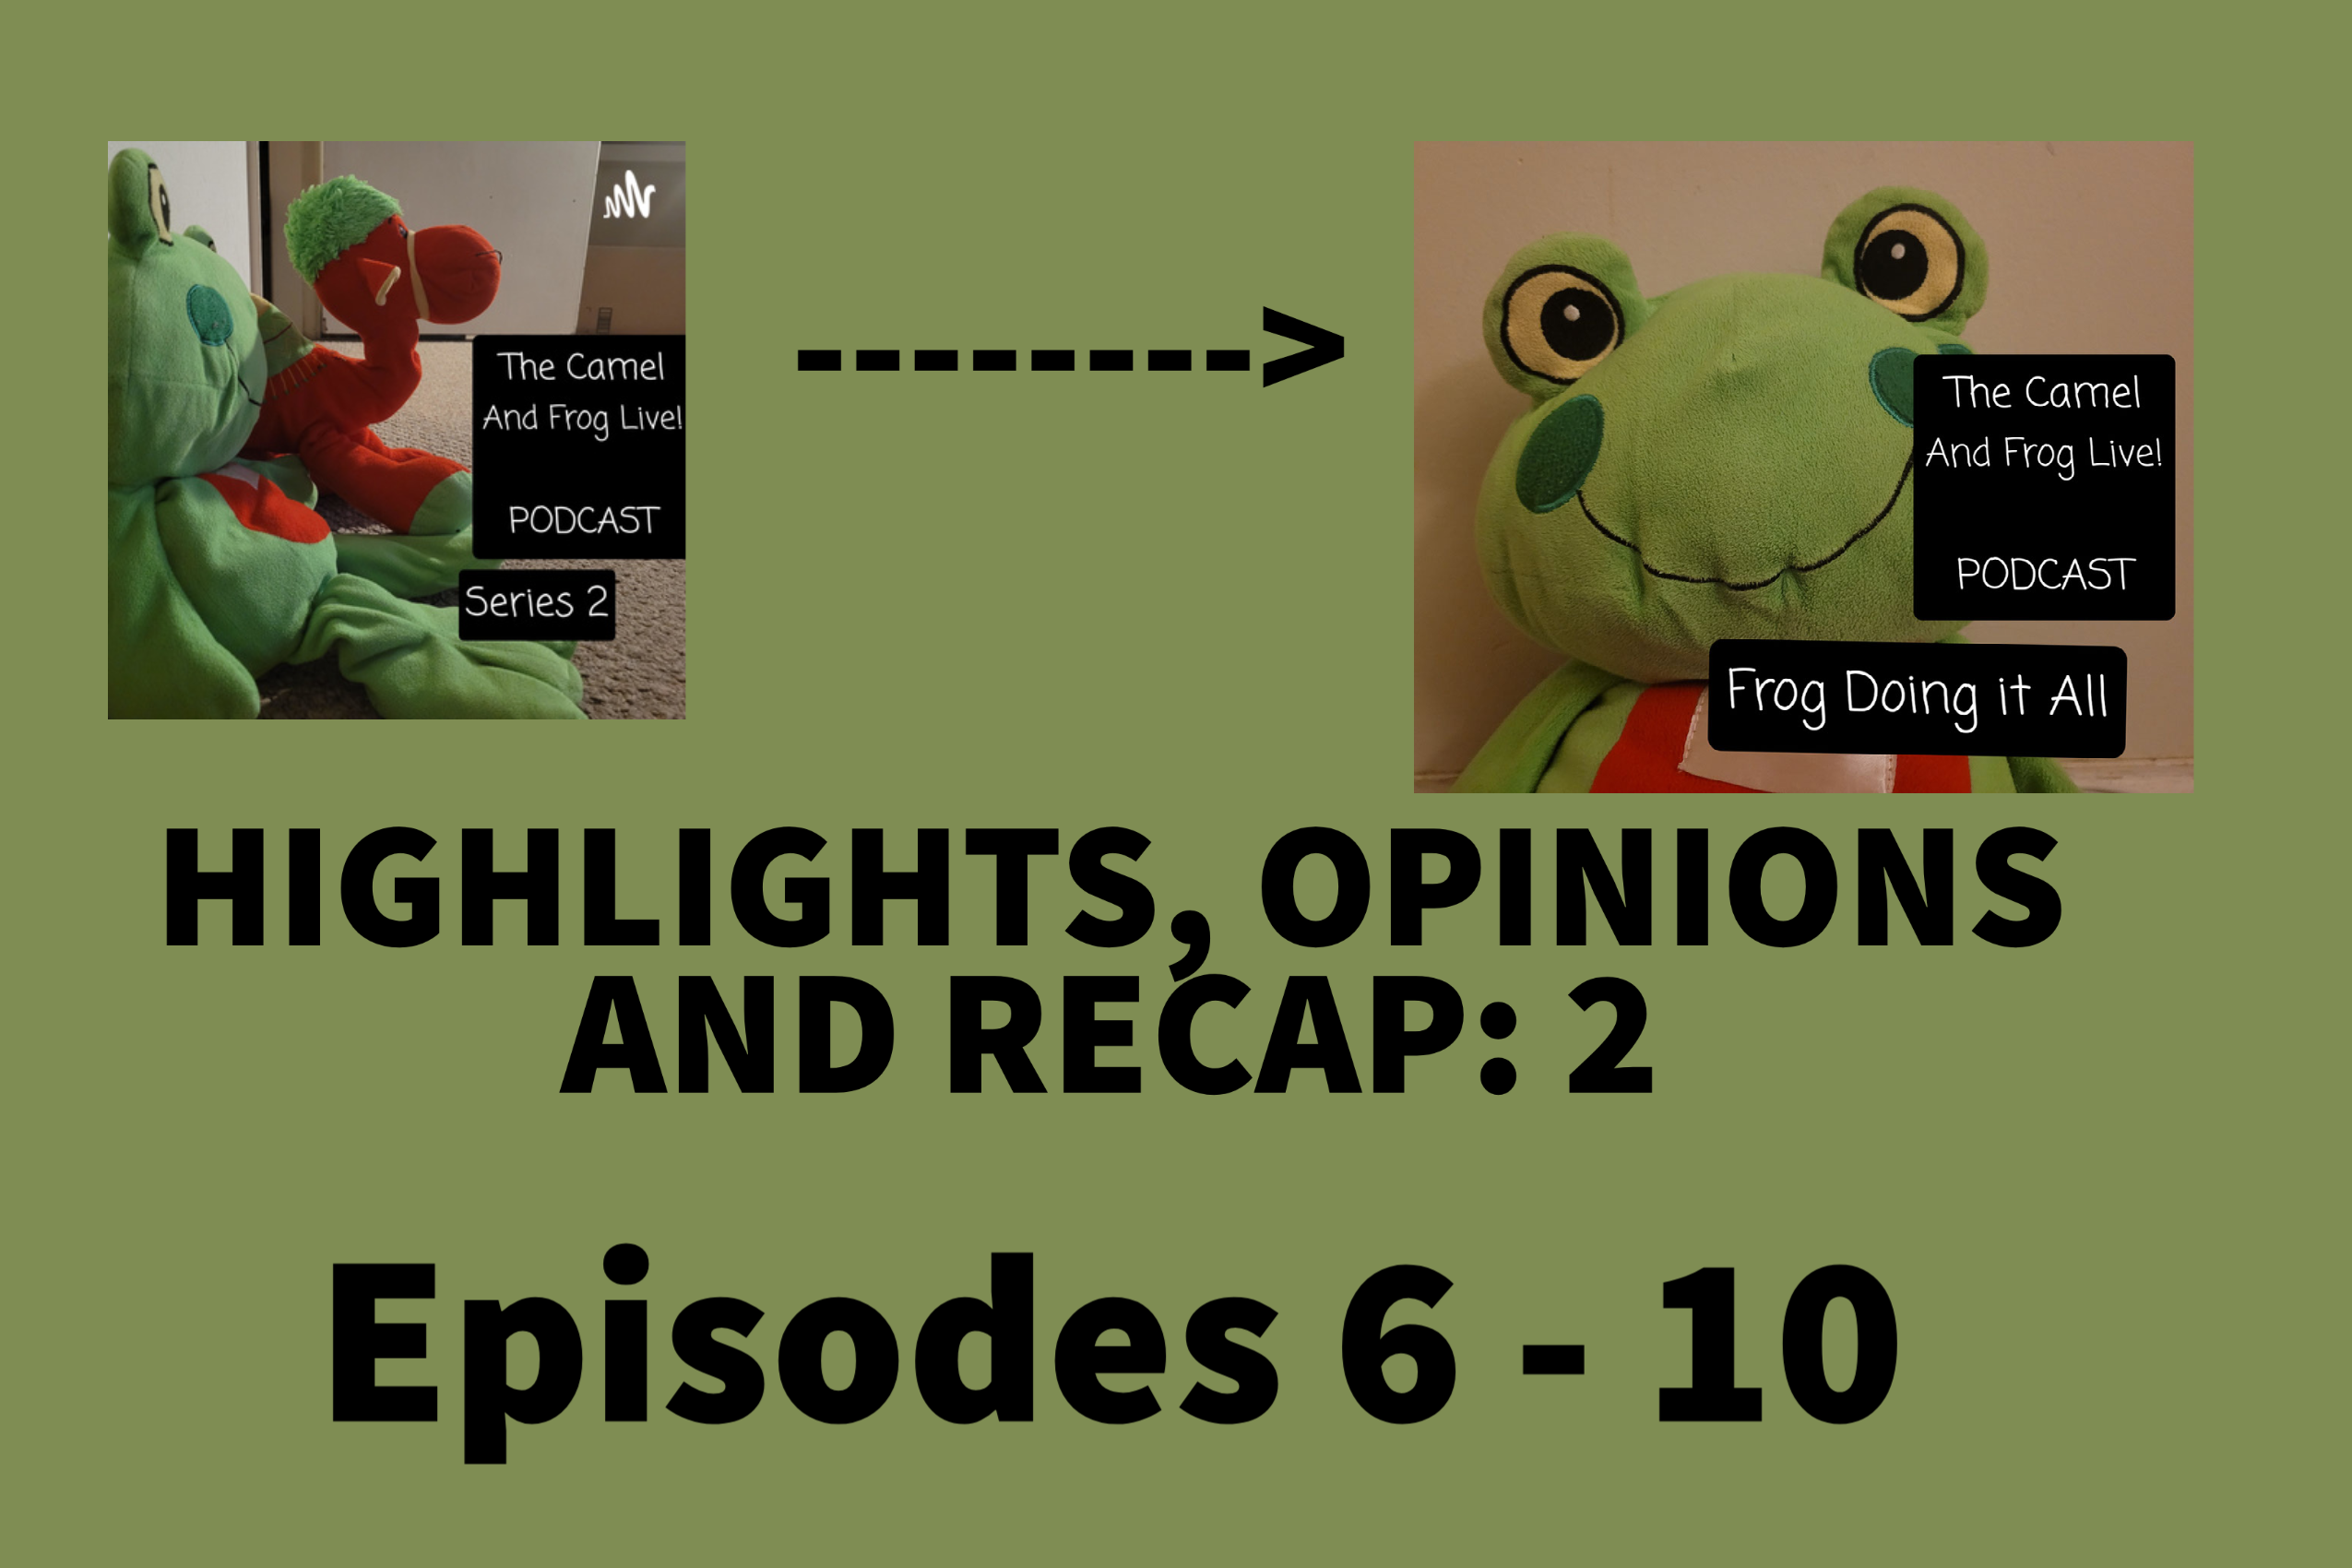 The Camel
And Frog Live!
PODCAST
Series 2
-------->
The Camel
And Frog Live!
PODCAST
Frog Doing it All
HIGHLIGHTS, OPINIONS
AND RECAP: 2
Episodes 6 - 10